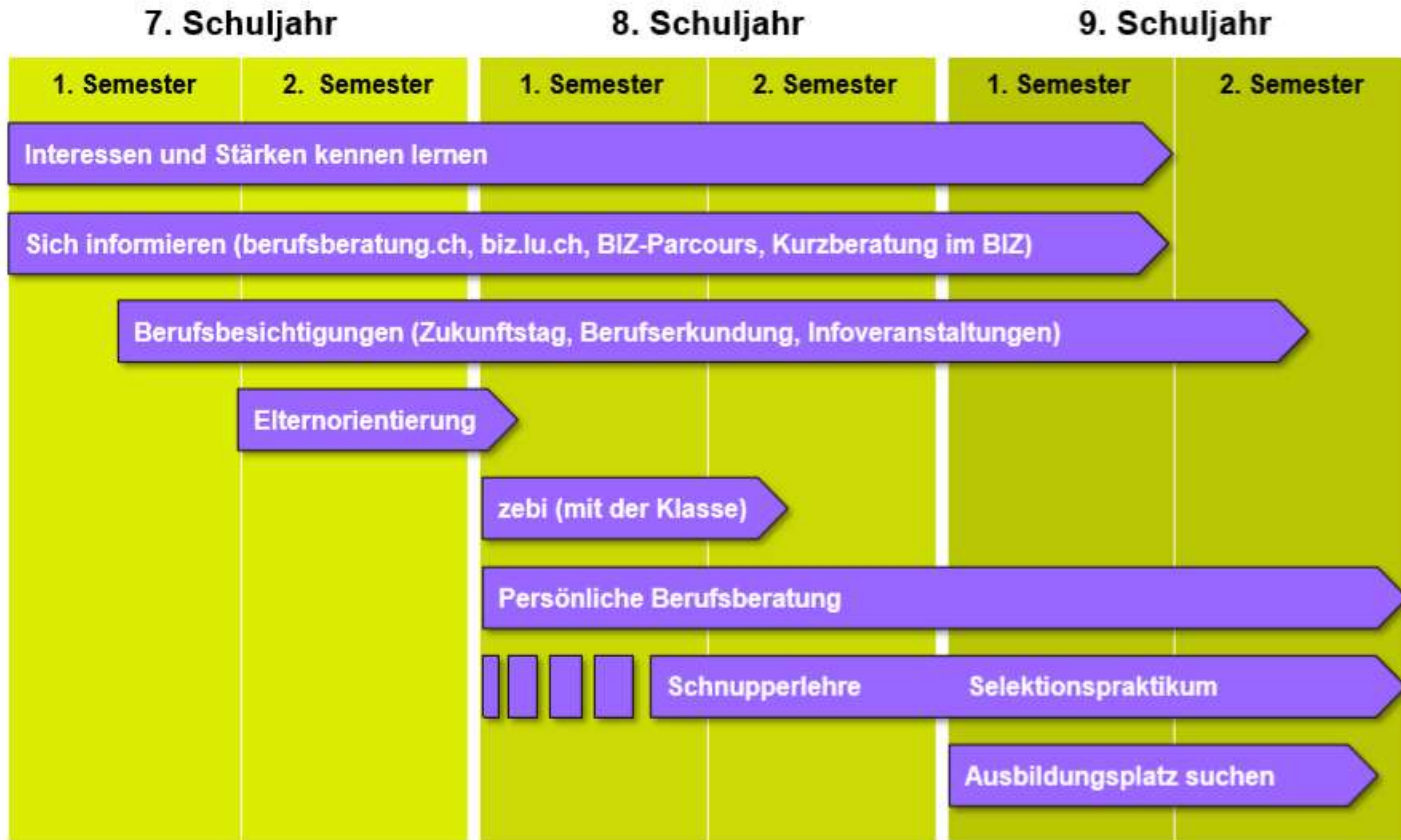 7. Schuljahr 8. Schuljahr 9. Schuljahr
1. Semester 2. Semester 1. Semester 2. Semester 1. Semester 2. Semester
Interessen und Stärken kennen lernen
Sich informieren (berufsberatung.ch, biz.lu.ch, BIZ-Parcours, Kurzberatung im BIZ)
Berufsbesichtigungen (Zukunftstag, Berufserkundung, Infoveranstaltungen)
Elternorientierung
zebi (mit der Klasse)
Persönliche Berufsberatung
Schnupperlehre Selektionspraktikum
Ausbildungsplatz suchen